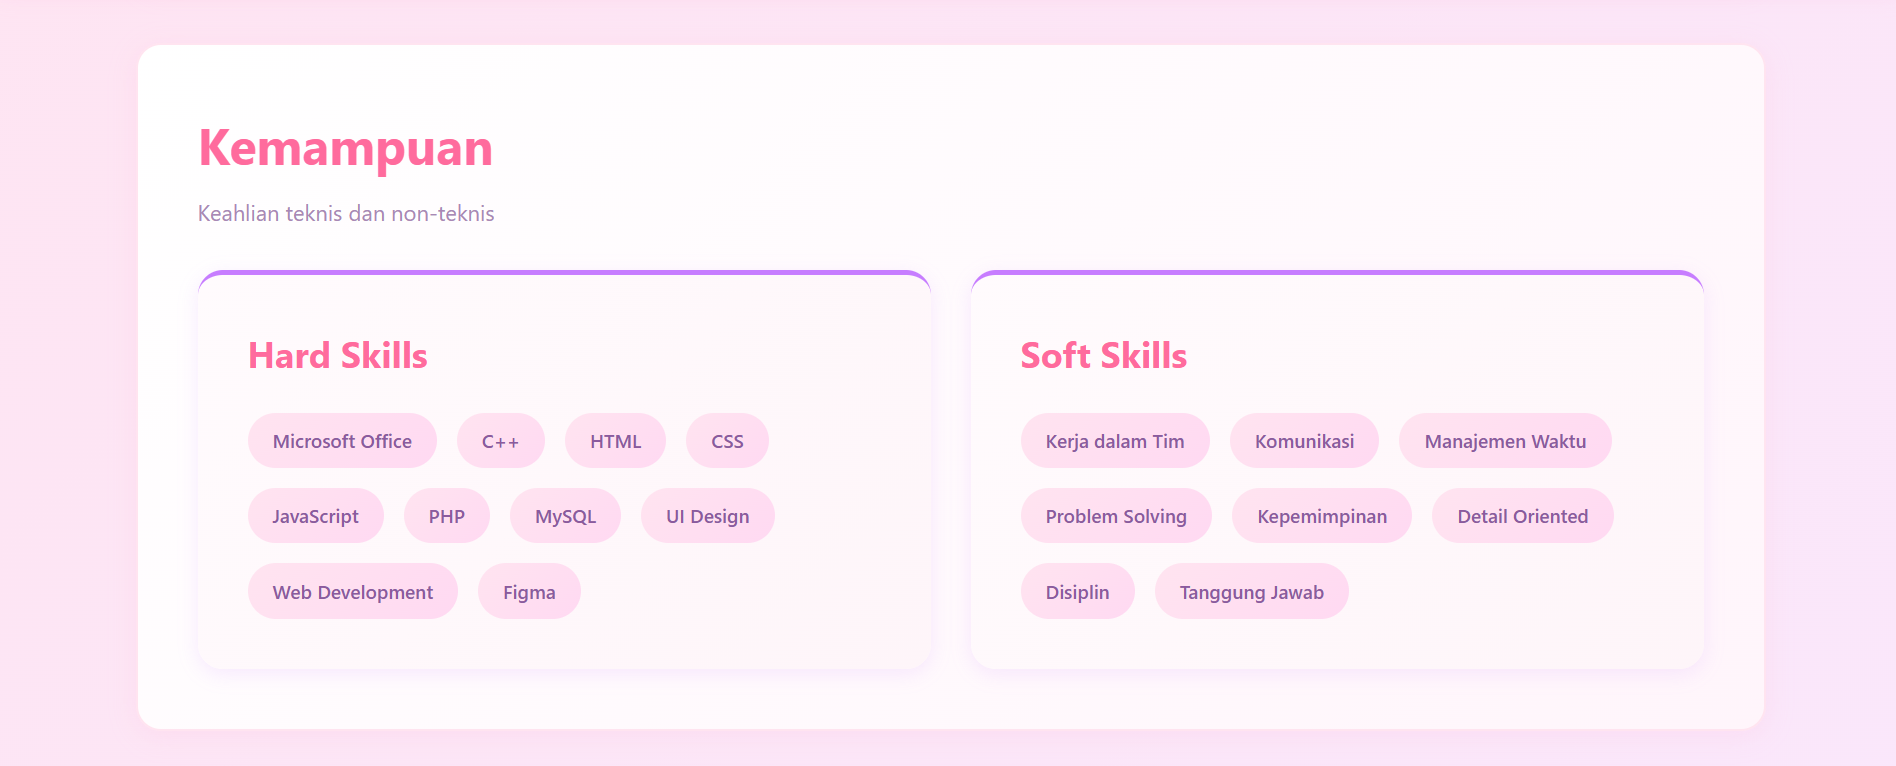 Kemampuan
Keahlian teknis dan non-teknis
Hard Skills
Microsoft Office C++ HTML CSS
JavaScript PHP MySQL UI Design
Web Development Figma
Soft Skills
Kerja dalam Tim Komunikasi Manajemen Waktu
Problem Solving Kepemimpinan Detail Oriented
Disiplin Tanggung Jawab